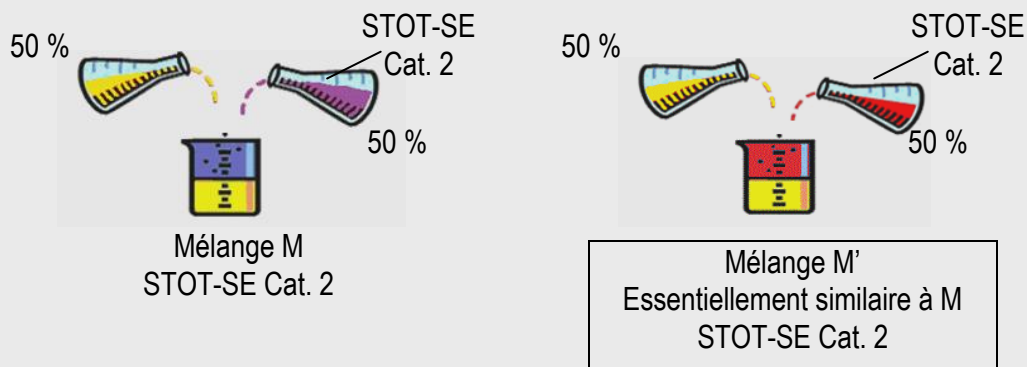 50 %
STOT-SE
Cat. 2
50 %
Mélange M
STOT-SE Cat. 2
50 %
STOT-SE
Cat. 2
50 %
Mélange M’
Essentiellement similaire à M
STOT-SE Cat. 2